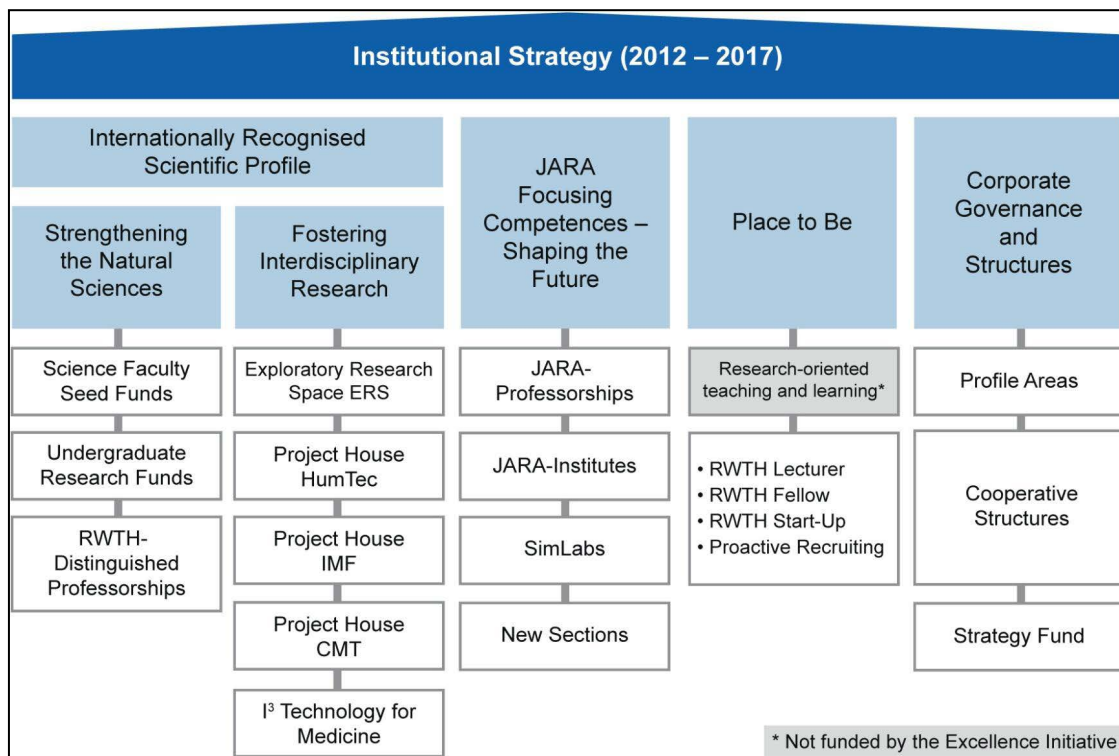 Institutional Strategy (2012 – 2017)
Internationally Recognised
Scientific Profile
Strengthening
the Natural
Sciences
Science Faculty
Seed Funds
Undergraduate
Research Funds
RWTH-
Distinguished
Professorships
Fostering
Interdisciplinary
Research
Exploratory Research
Space ERS
Project House
HumTec
Project House
IMF
Project House
CMT
I³ Technology for
Medicine
JARA
Focusing
Competences –
Shaping the
Future
JARA-
Professorships
JARA-Institutes
SimLabs
New Sections
Place to Be
Research-oriented
teaching and learning*
• RWTH Lecturer
• RWTH Fellow
• RWTH Start-Up
• Proactive Recruiting
Corporate
Governance
and
Structures
Profile Areas
Cooperative
Structures
Strategy Fund
* Not funded by the Excellence Initiative